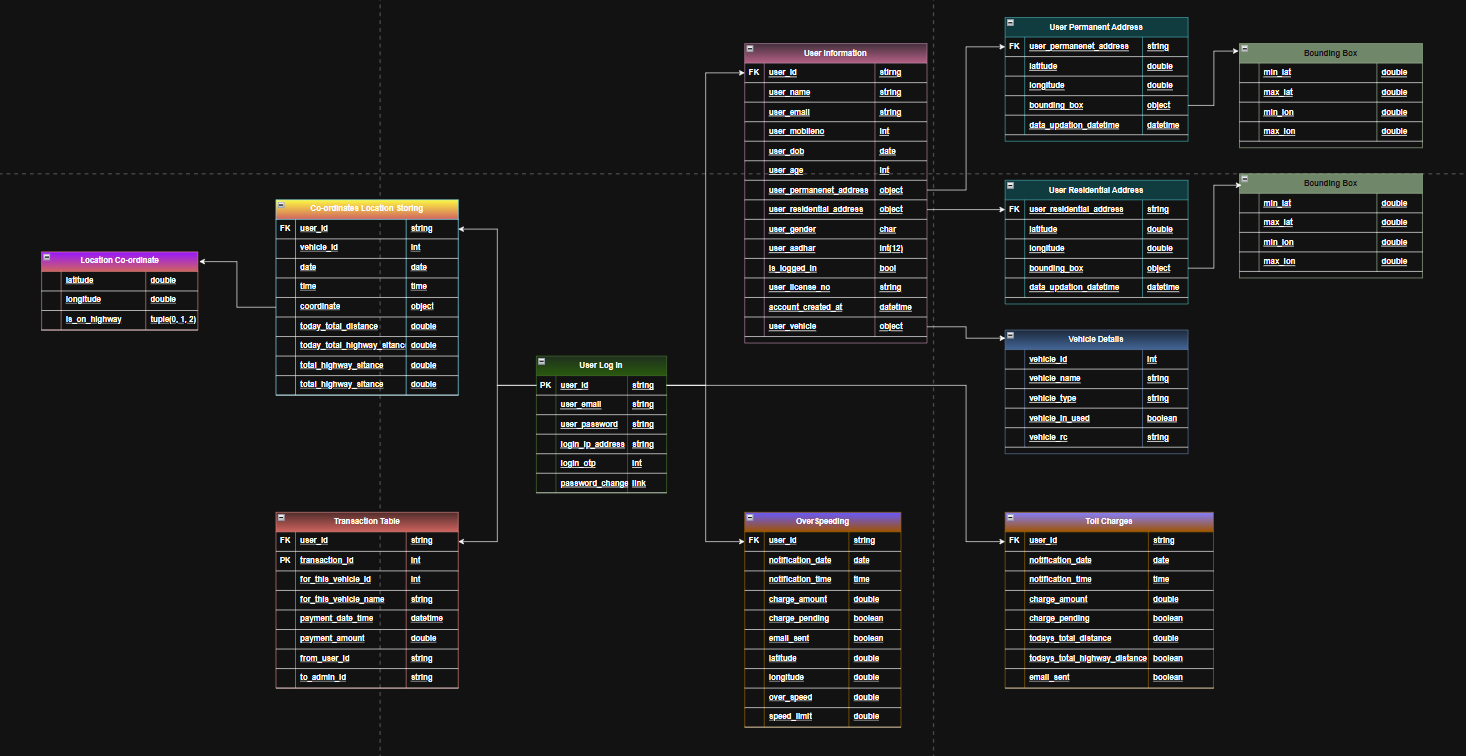 User Permanent Address
FK user_permanenet_address string
latitude double
longitude double
bounding_box object
data_updation_datetime datetime
Bounding Box
min_lat double
max_lat double
min_lon double
max_lon double
User Information
FK user_id stirng
user_name string
user_email string
user_mobileno int
user_dob date
user_age int
user_permanenet_address object
user_residential_address object
user_gender char
user_aadhar int(12)
is_logged_in bool
user_license_no string
account_created_at datetime
user_vehicle object
User Residential Address
FK user_residential_address string
latitude double
longitude double
bounding_box object
data_updation_datetime datetime
Bounding Box
min_lat double
max_lat double
min_lon double
max_lon double
Co-ordinates Location Storing
FK user_id string
vehicle_id int
date date
time time
coordinate object
today_total_distance double
today_total_highway_sitanc double
total_highway_sitance double
total_highway_sitance double
Location Co-ordinate
latitude double
longitude double
is_on_highway tuple(0, 1, 2)
Vehicle Details
vehicle_id int
vehicle_name string
vehicle_type string
vehicle_in_used boolean
vehicle_rc string
User Log In
PK user_id string
user_email string
user_password string
login_ip_address string
login_otp int
password_change link
Transaction Table
FK user_id string
PK transaction_id int
for_this_vehicle_id int
for_this_vehicle_name string
payment_date_time datetime
payment_amount double
from_user_id string
to_admin_id string
OverSpeeding
FK user_id string
notification_date date
notification_time time
charge_amount double
charge_pending boolean
email_sent boolean
latitude double
longitude double
over_speed double
speed_limit double
Toll Charges
FK user_id string
notification_date date
notification_time time
charge_amount double
charge_pending boolean
todays_total_distance double
todays_total_highway_distance boolean
email_sent boolean